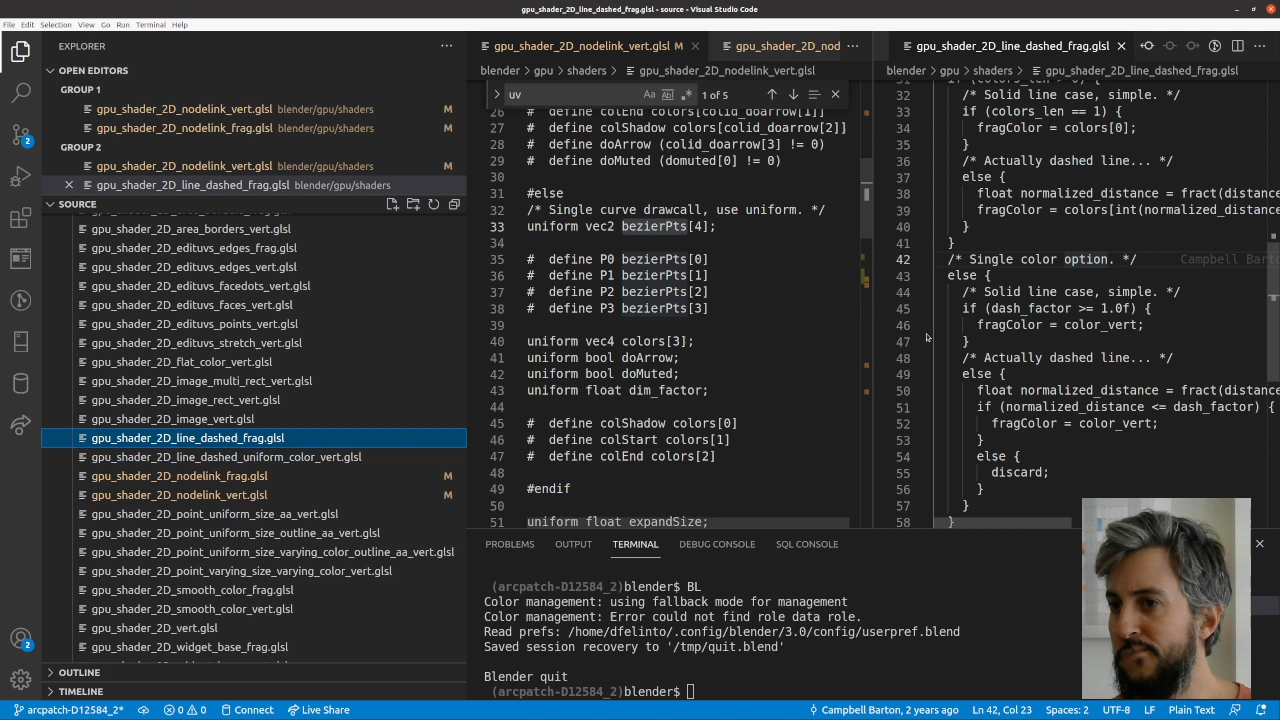 gpu_shader_2D_line_dashed_frag.glsl - source - Visual Studio Code
File Edit Selection View Go Run Terminal Help
EXPLORER
OPEN EDITORS
GROUP 1
gpu_shader_2D_nodelink_vert.glsl blender/gpu/shaders M
gpu_shader_2D_nodelink_frag.glsl blender/gpu/shaders M
GROUP 2
gpu_shader_2D_nodelink_vert.glsl blender/gpu/shaders M
gpu_shader_2D_line_dashed_frag.glsl blender/gpu/shaders
SOURCE
gpu_shader_2D_area_borders_vert.glsl
gpu_shader_2D_edituvs_edges_frag.glsl
gpu_shader_2D_edituvs_edges_vert.glsl
gpu_shader_2D_edituvs_facedots_vert.glsl
gpu_shader_2D_edituvs_faces_vert.glsl
gpu_shader_2D_edituvs_points_vert.glsl
gpu_shader_2D_edituvs_stretch_vert.glsl
gpu_shader_2D_flat_color_vert.glsl
gpu_shader_2D_image_multi_rect_vert.glsl
gpu_shader_2D_image_rect_vert.glsl
gpu_shader_2D_image_vert.glsl
gpu_shader_2D_line_dashed_frag.glsl
gpu_shader_2D_line_dashed_uniform_color_vert.glsl
gpu_shader_2D_nodelink_frag.glsl M
gpu_shader_2D_nodelink_vert.glsl M
gpu_shader_2D_point_uniform_size_aa_vert.glsl
gpu_shader_2D_point_uniform_size_outline_aa_vert.glsl
gpu_shader_2D_point_uniform_size_varying_color_outline_aa_vert.glsl
gpu_shader_2D_point_varying_size_varying_color_vert.glsl
gpu_shader_2D_smooth_color_frag.glsl
gpu_shader_2D_smooth_color_vert.glsl
gpu_shader_2D_vert.glsl
gpu_shader_2D_widget_base_frag.glsl
OUTLINE
TIMELINE
2
2
gpu_shader_2D_nodelink_vert.glsl M
gpu_shader_2D_nod
blender gpu shaders gpu_shader_2D_nodelink_vert.glsl
uv Aa Abl 1 of 5
26 # define colEnd colors[colid_doarrow[1]]
27 # define colShadow colors[colid_doarrow[2]]
28 # define doArrow (colid_doarrow[3] != 0)
29 # define doMuted (domuted[0] != 0)
30
31 #else
32 /* Single curve drawcall, use uniform. */
33 uniform vec2 bezierPts[4];
34
35 # define P0 bezierPts[0]
36 # define P1 bezierPts[1]
37 # define P2 bezierPts[2]
38 # define P3 bezierPts[3]
39
40 uniform vec4 colors[3];
41 uniform bool doArrow;
42 uniform bool doMuted;
43 uniform float dim_factor;
44
45 # define colShadow colors[0]
46 # define colStart colors[1]
47 # define colEnd colors[2]
48
49 #endif
50
51 uniform float expandSize;
gpu_shader_2D_line_dashed_frag.glsl
blender gpu shaders gpu_shader_2D_line_dashed_frag.glsl
32 /* Solid line case, simple. */
33 if (colors_len == 1) {
34 fragColor = colors[0];
35 }
36 /* Actually dashed line... */
37 else {
38 float normalized_distance = fract(distance
39 fragColor = colors[int(normalized_distance
40 }
41 }
42 /* Single color option. */ Campbell Barton
43 else {
44 /* Solid line case, simple. */
45 if (dash_factor >= 1.0f) {
46 fragColor = color_vert;
47 }
48 /* Actually dashed line... */
49 else {
50 float normalized_distance = fract(distance
51 if (normalized_distance <= dash_factor) {
52 fragColor = color_vert;
53 }
54 else {
55 discard;
56 }
57 }
58 }
PROBLEMS OUTPUT TERMINAL DEBUG CONSOLE SQL CONSOLE
(arcpatch-D12584_2)blender$ BL
Color management: using fallback mode for management
Color management: Error could not find role data role.
Read prefs: /home/dfelinto/.config/blender/3.0/config/userpref.blend
Saved session recovery to '/tmp/quit.blend'
Blender quit
(arcpatch-D12584_2)blender$
arcpatch-D12584_2* 0 0 Connect Live Share Campbell Barton, 2 years ago Ln 42, Col 23 Spaces: 2 UTF-8 LF Plain Text